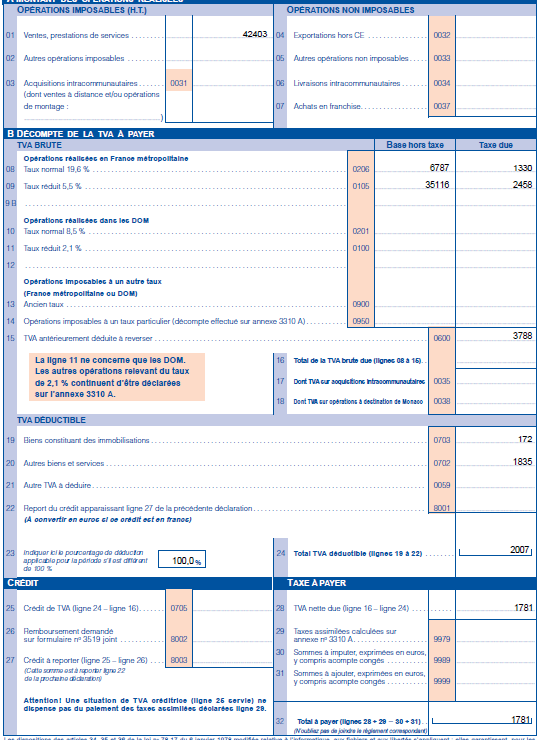 A MONTANT DES OPÉRATIONS RÉALISÉES
OPÉRATIONS IMPOSABLES (H.T.)
OPÉRATIONS NON IMPOSABLES
01 Ventes, prestations de services 42403
04 Exportations hors CE 0032
02 Autres opérations imposables
05 Autres opérations non imposables 0033
03 Acquisitions intracommunautaires 0031
(dont ventes à distance et/ou opérations
de montage :
)
06 Livraisons intracommunautaires 0034
07 Achats en franchise 0037
B DÉCOMPTE DE LA TVA À PAYER
TVA BRUTE Base hors taxe Taxe due
Opérations réalisées en France métropolitaine
08 Taux normal 19,6 % 0206 6787 1330
09 Taux réduit 5,5 % 0105 35116 2458
9 B
Opérations réalisées dans les DOM
10 Taux normal 8,5 % 0201
11 Taux réduit 2,1 % 0100
12
Opérations imposables à un autre taux
(France métropolitaine ou DOM)
13 Ancien taux 0900
14 Opérations imposables à un taux particulier (décompte effectué sur annexe 3310 A) 0950
15 TVA antérieurement déduite à reverser 0600 3788
La ligne 11 ne concerne que les DOM.
Les autres opérations relevant du taux
de 2,1 % continuent d'être déclarées
sur l'annexe 3310 A.
16 Total de la TVA brute due (lignes 08 à 15)
17 Dont TVA sur acquisitions intracommunautaires 0035
18 Dont TVA sur opérations à destination de Monaco 0038
TVA DÉDUCTIBLE
19 Biens constituant des immobilisations 0703 172
20 Autres biens et services 0702 1835
21 Autre TVA à déduire 0059
22 Report du crédit apparaissant ligne 27 de la précédente déclaration 8001
(A convertir en euros si ce crédit est en francs)
23 Indiquer ici le pourcentage de déduction
applicable pour la période s'il est différent
de 100 %
100,0 %
24 Total TVA déductible (lignes 19 à 22) 2007
CRÉDIT
TAXE À PAYER
25 Crédit de TVA (ligne 24 – ligne 16) 0705
26 Remboursement demandé
sur formulaire n° 3519 joint 8002
27 Crédit à reporter (ligne 25 – ligne 26) 8003
(Cette somme est à reporter ligne 22
de la prochaine déclaration)
Attention! Une situation de TVA créditrice (ligne 25 servie) ne
dispense pas du paiement des taxes assimilées déclarées ligne 29.
28 TVA nette due (ligne 16 – ligne 24) 1781
29 Taxes assimilées calculées sur
annexe n° 3310 A 9979
30 Sommes à imputer, exprimées en euros,
y compris acompte congés 9989
31 Sommes à ajouter, exprimées en euros,
y compris acompte congés 9999
32 Total à payer (lignes 28 + 29 – 30 + 31) 1781
(N'oubliez pas de joindre le règlement correspondant)